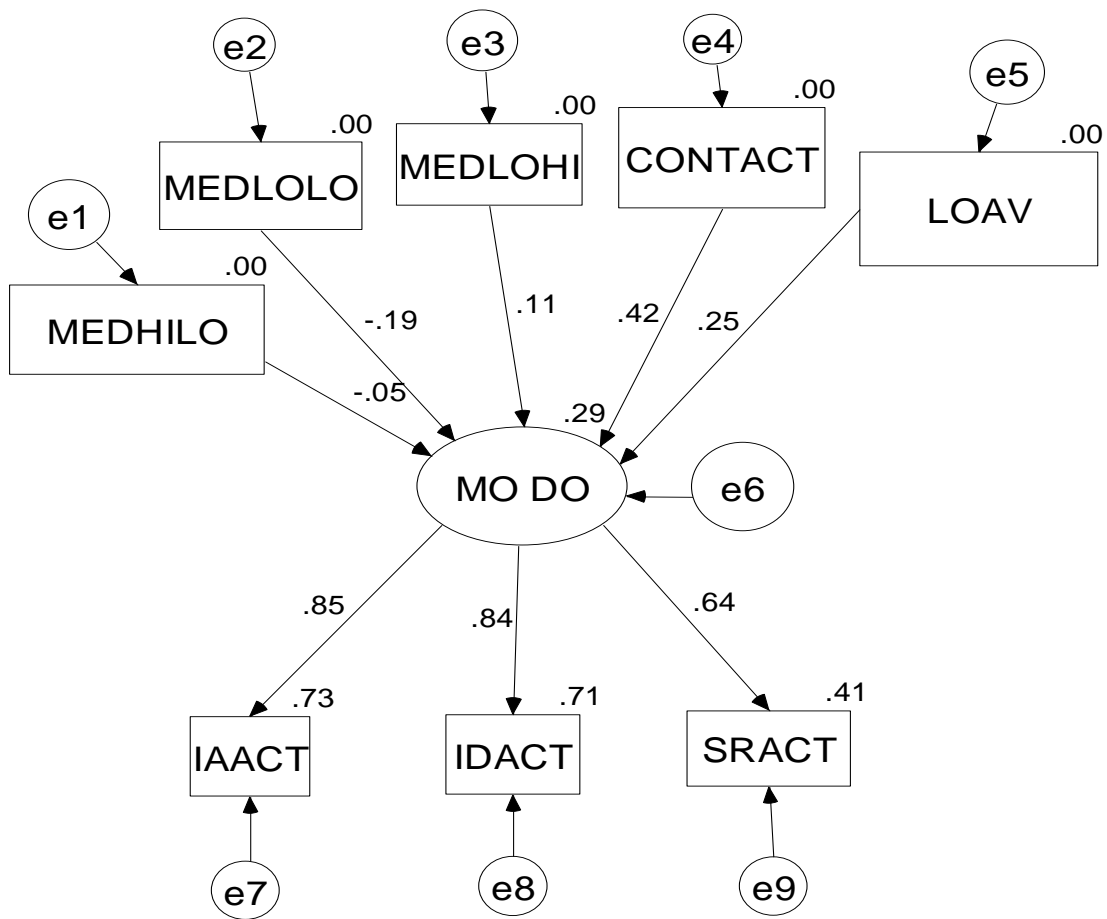 e2
e3
e4
e5
.00
.00
.00
.00
MEDLOLO
MEDLOHI
CONTACT
LOAV
e1
.00
MEDHILO
-.19
.11
.42
.25
-.05
.29
MO DO
e6
.85
.84
.64
.73
.71
.41
IAACT
IDACT
SRACT
e7
e8
e9